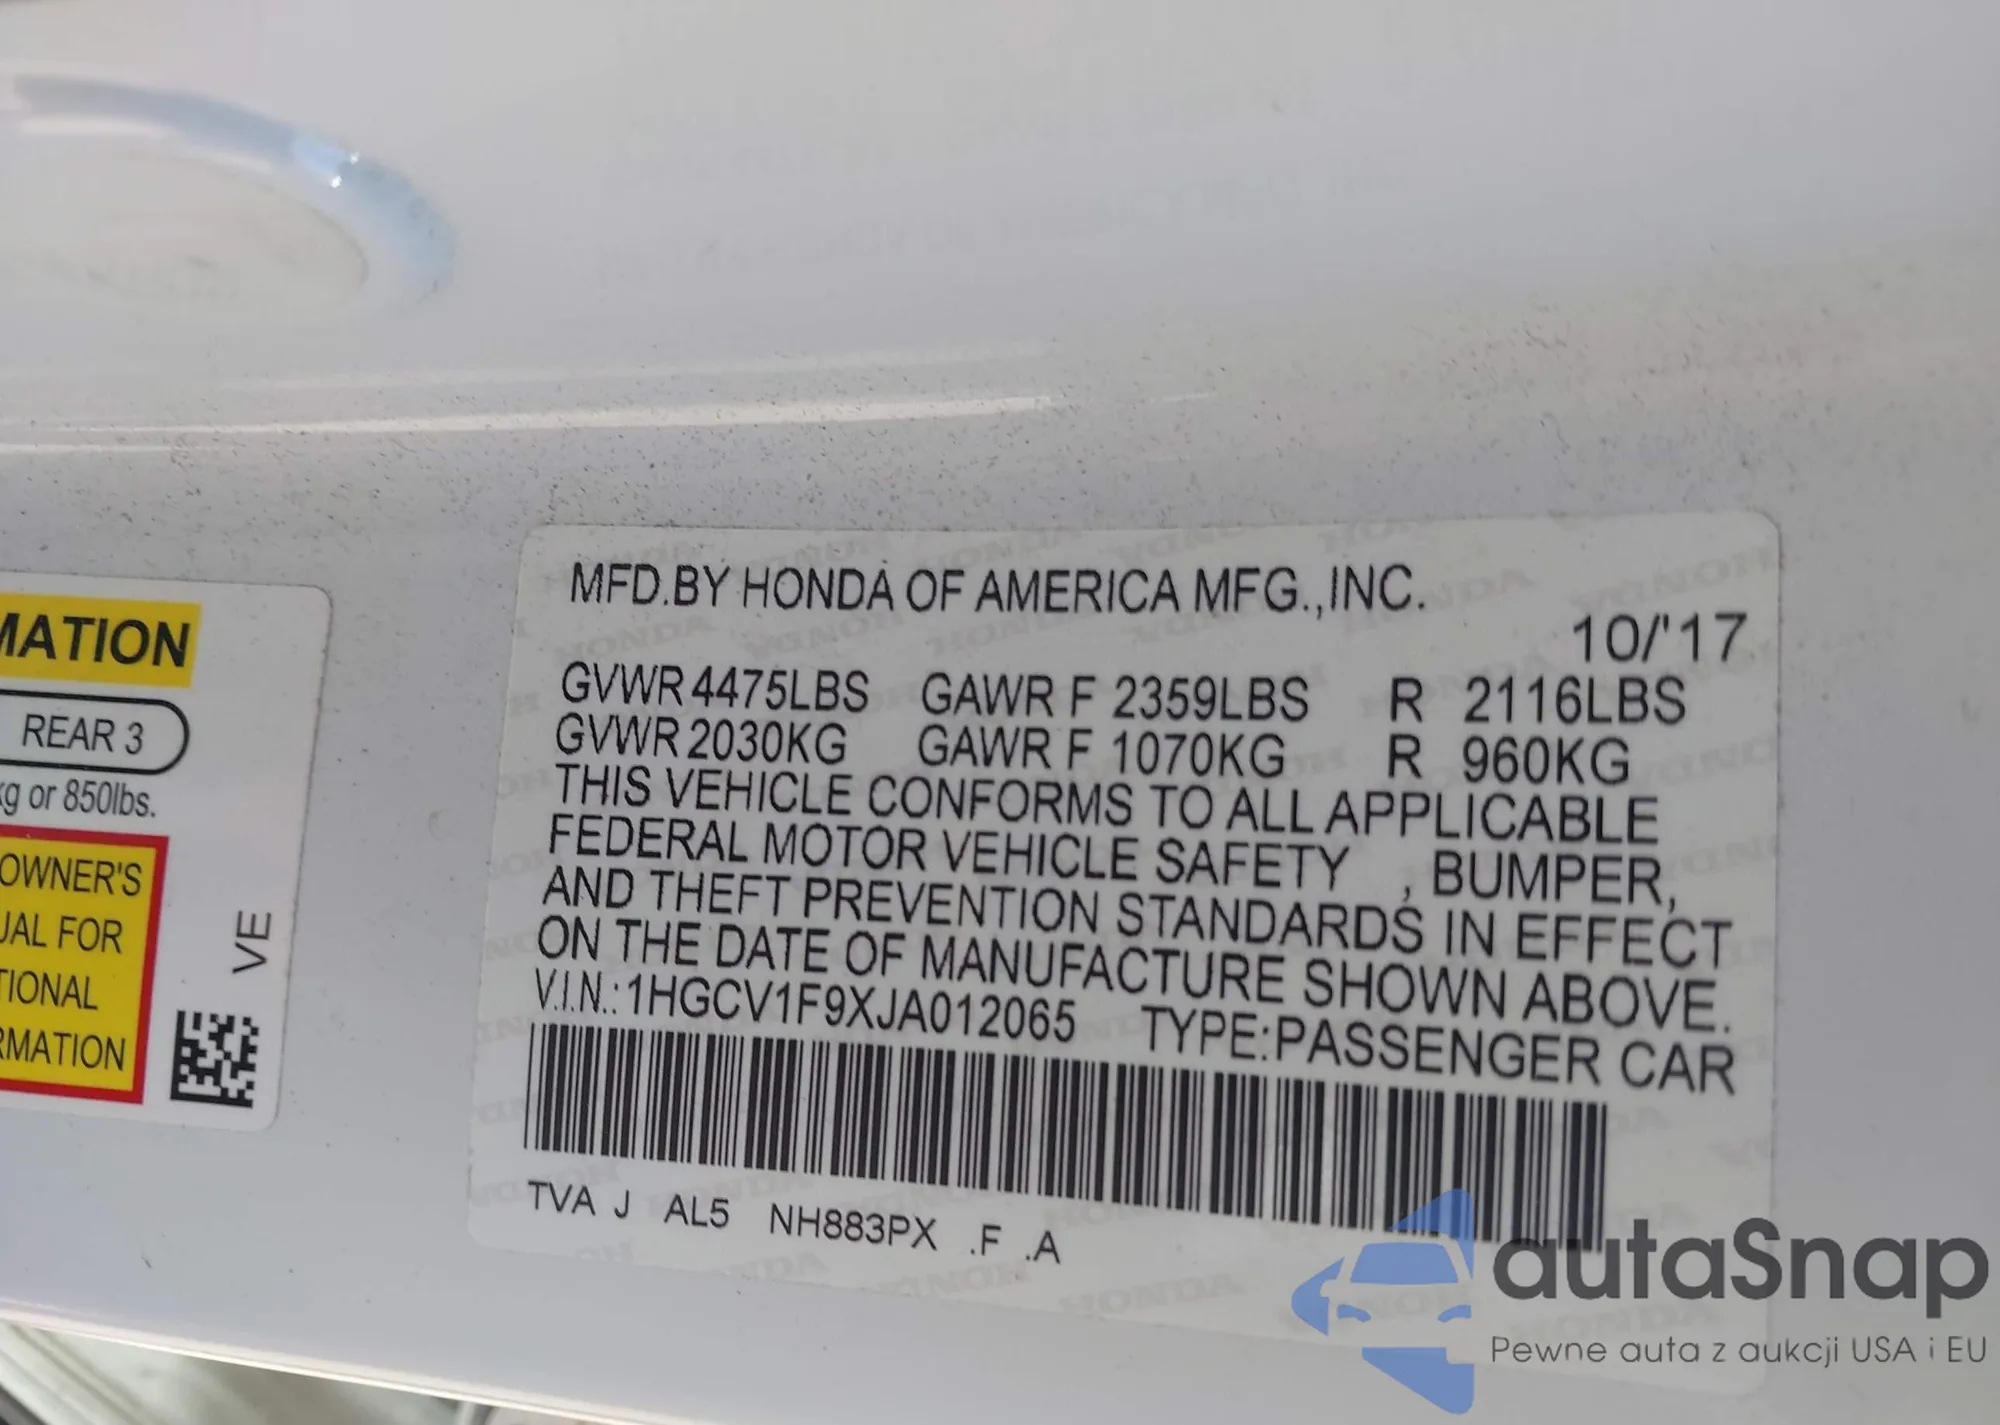 MATION
REAR 3
kg or 850lbs.
OWNER'S
UAL FOR
TIONAL
RMATION
VE
MFD.BY HONDA OF AMERICA MFG.,INC.
10/'17
GVWR 4475LBS GAWR F 2359LBS R 2116LBS
GVWR 2030KG GAWR F 1070KG R 960KG
THIS VEHICLE CONFORMS TO ALL APPLICABLE
FEDERAL MOTOR VEHICLE SAFETY , BUMPER,
AND THEFT PREVENTION STANDARDS IN EFFECT
ON THE DATE OF MANUFACTURE SHOWN ABOVE.
V.I.N.: 1HGCV1F9XJA012065 TYPE:PASSENGER CAR
TVA J AL5 NH883PX .F .A
autaSnap
Pewne auta z aukcji USA i EU